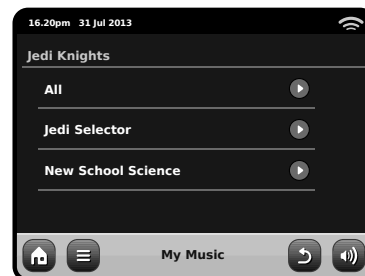 16.20pm 31 Jul 2013
Jedi Knights
All
Jedi Selector
New School Science
My Music